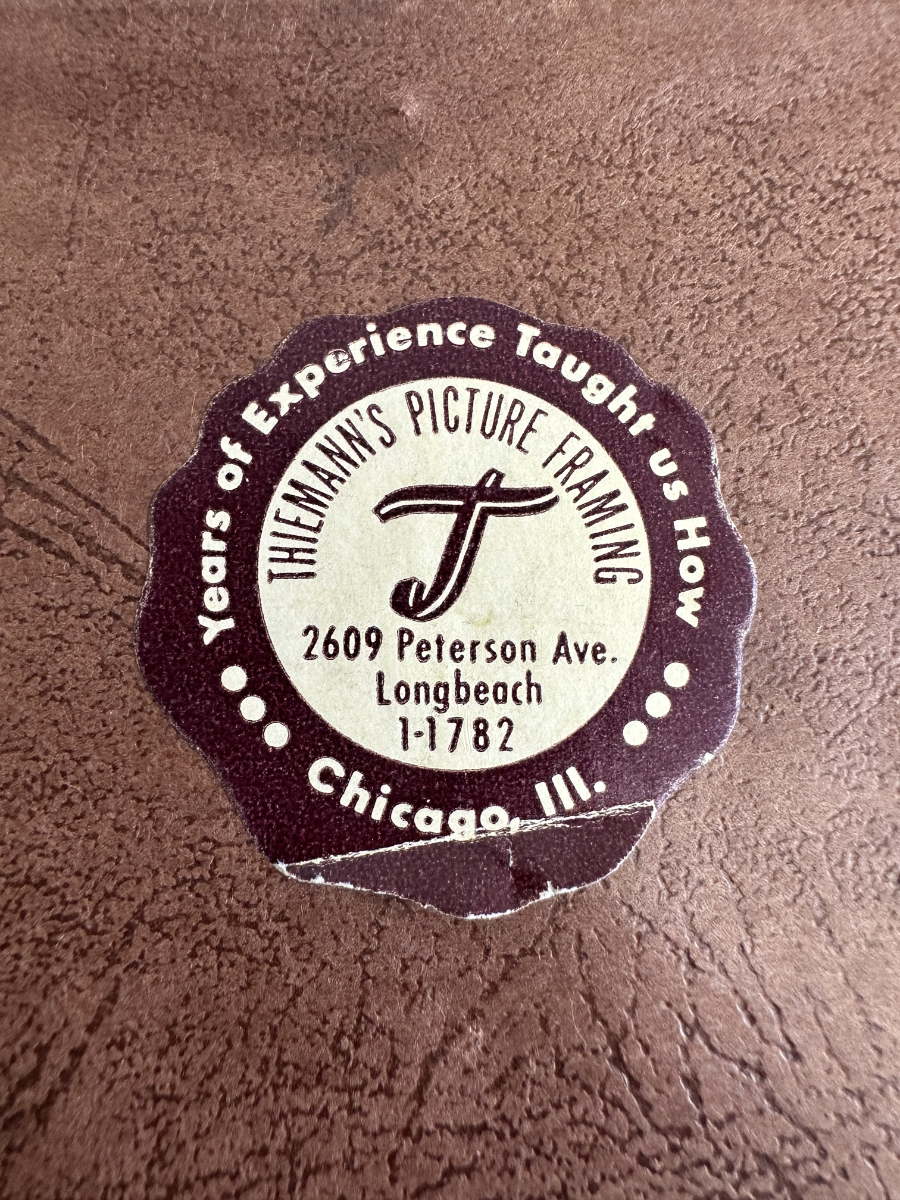 Years of Experience Taught us How
THIEMANN'S PICTURE FRAMING
T
2609 Peterson Ave.
Longbeach
1-1782
Chicago, Ill.